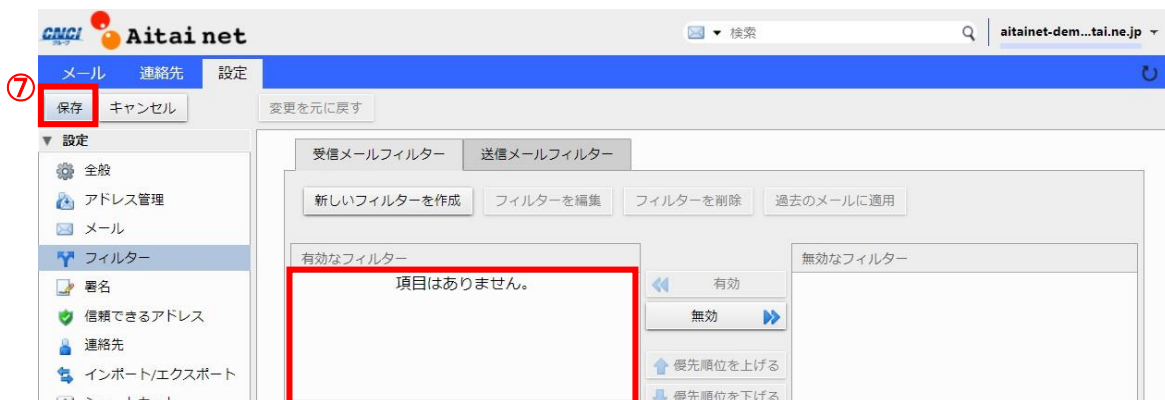 CNCI グループ Aitai net
検索
aitainet-dem...tai.ne.jp
メール 連絡先 設定
⑦
保存 キャンセル 変更を元に戻す
設定
全般
アドレス管理
メール
フィルター
署名
信頼できるアドレス
連絡先
インポート/エクスポート
受信メールフィルター 送信メールフィルター
新しいフィルターを作成 フィルターを編集 フィルターを削除 過去のメールに適用
有効なフィルター
項目はありません。
有効
無効
優先順位を上げる
優先順位を下げる
無効なフィルター